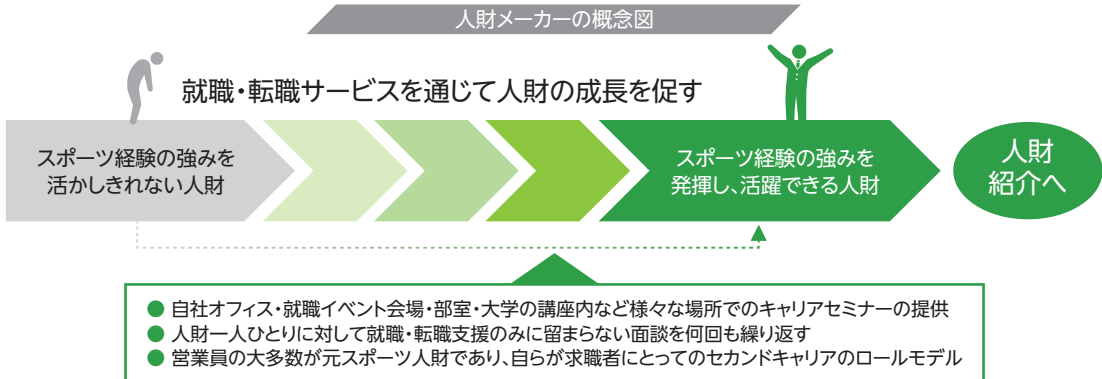 人財メーカーの概念図
就職・転職サービスを通じて人財の成長を促す
スポーツ経験の強みを
活かしきれない人財
スポーツ経験の強みを
発揮し、活躍できる人財
人財
紹介へ
● 自社オフィス・就職イベント会場・部室・大学の講座内など様々な場所でのキャリアセミナーの提供
● 人財一人ひとりに対して就職・転職支援のみに留まらない面談を何回も繰り返す
● 営業員の大多数が元スポーツ人財であり、自らが求職者にとってのセカンドキャリアのロールモデル